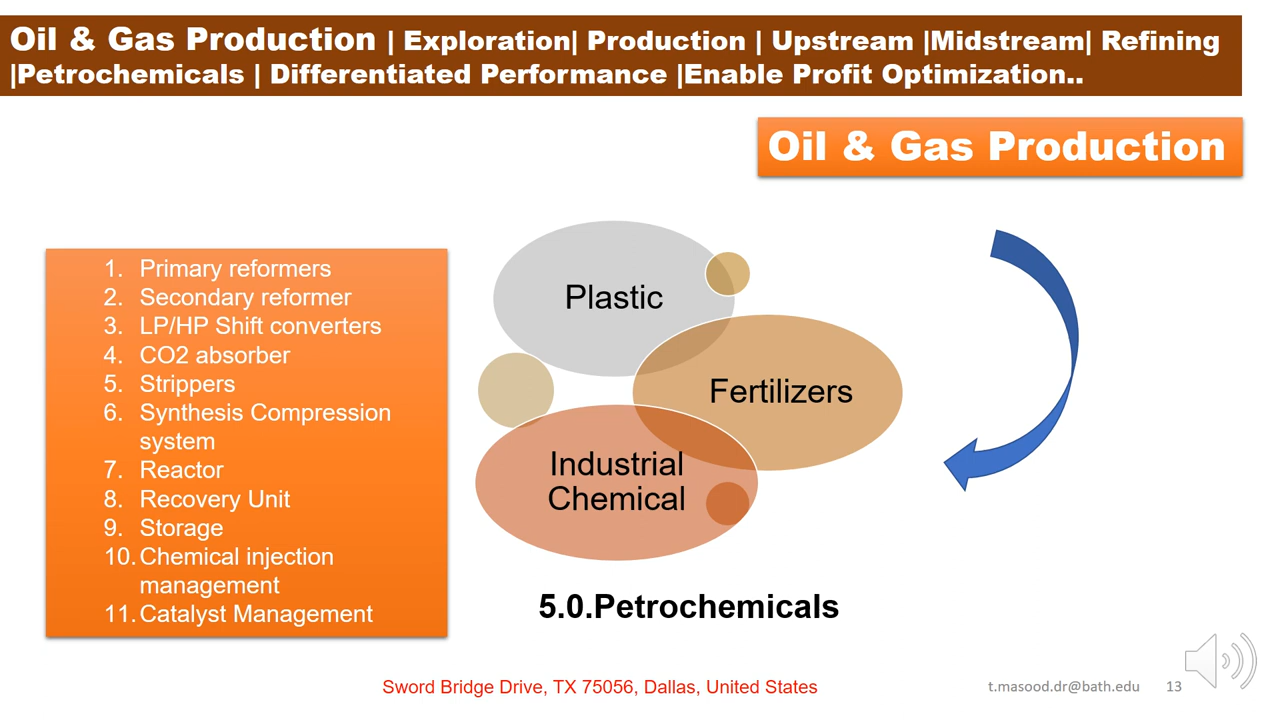 Oil & Gas Production | Exploration| Production | Upstream |Midstream| Refining
|Petrochemicals | Differentiated Performance |Enable Profit Optimization..
Oil & Gas Production
1. Primary reformers
2. Secondary reformer
3. LP/HP Shift converters
4. CO2 absorber
5. Strippers
6. Synthesis Compression
system
7. Reactor
8. Recovery Unit
9. Storage
10. Chemical injection
management
11. Catalyst Management
Plastic
Fertilizers
Industrial
Chemical
5.0.Petrochemicals
Sword Bridge Drive, TX 75056, Dallas, United States
t.masood.dr@bath.edu
13